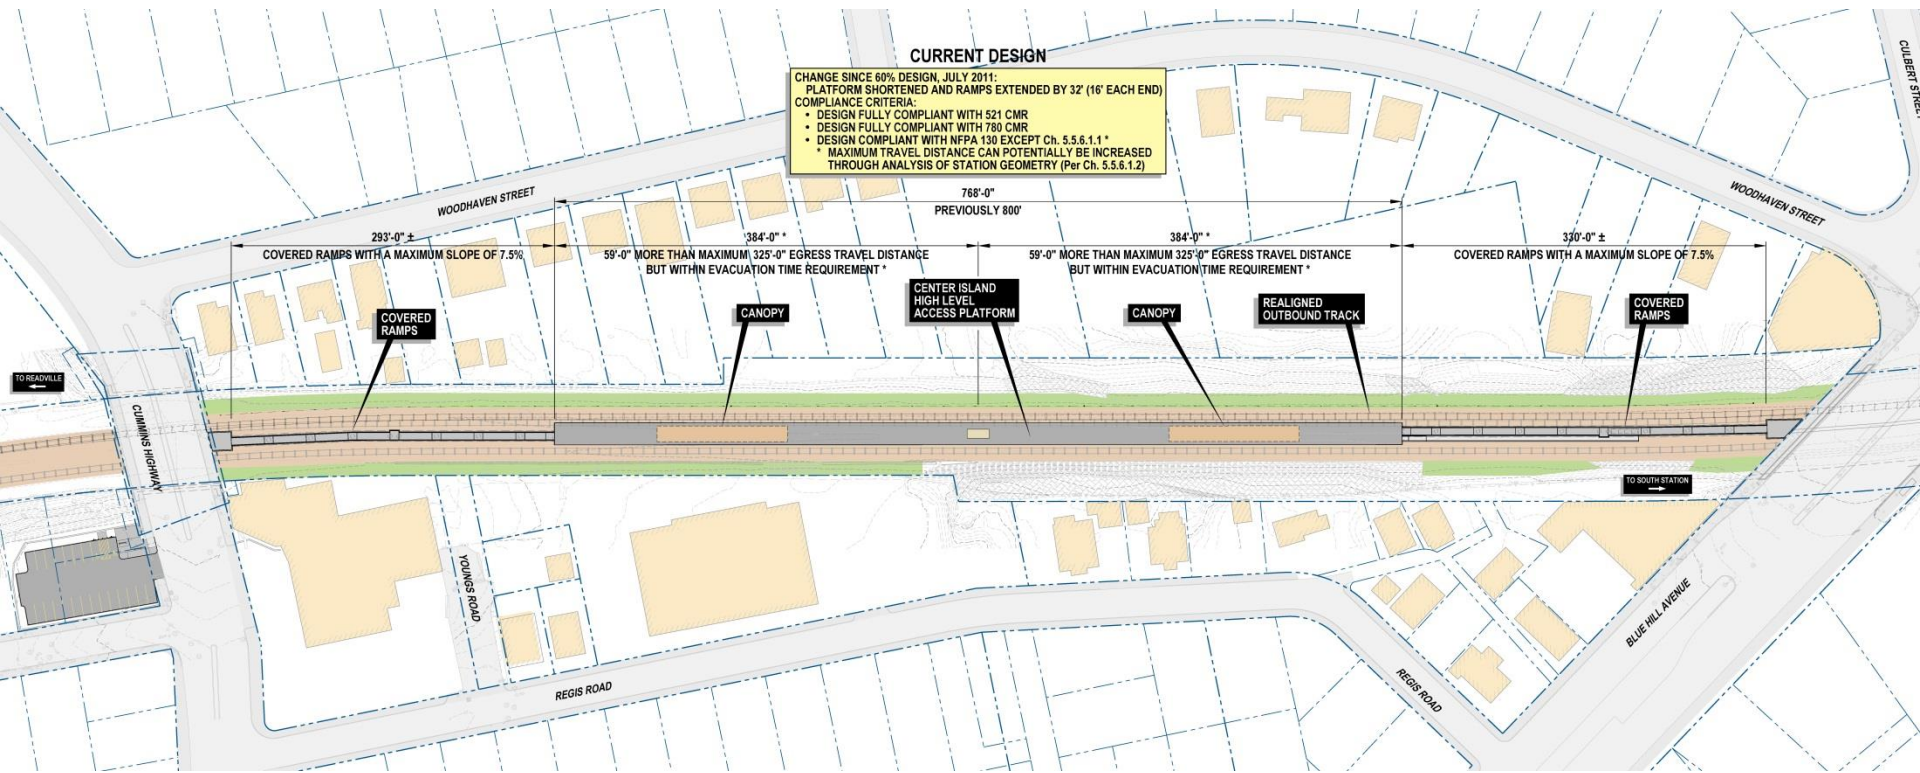 CURRENT DESIGN
CHANGE SINCE 60% DESIGN, JULY 2011:
PLATFORM SHORTENED AND RAMPS EXTENDED BY 32' (16' EACH END)
COMPLIANCE CRITERIA:
• DESIGN FULLY COMPLIANT WITH 521 CMR
• DESIGN FULLY COMPLIANT WITH 780 CMR
• DESIGN COMPLIANT WITH NFPA 130 EXCEPT Ch. 5.5.6.1.1 *
* MAXIMUM TRAVEL DISTANCE CAN POTENTIALLY BE INCREASED
THROUGH ANALYSIS OF STATION GEOMETRY (Per Ch. 5.5.6.1.2)
CULBERT STREET
WOODHAVEN STREET
WOODHAVEN STREET
768'-0"
PREVIOUSLY 800'
293'-0" ±
COVERED RAMPS WITH A MAXIMUM SLOPE OF 7.5%
384'-0" *
59'-0" MORE THAN MAXIMUM 325'-0" EGRESS TRAVEL DISTANCE
BUT WITHIN EVACUATION TIME REQUIREMENT *
384'-0" *
59'-0" MORE THAN MAXIMUM 325'-0" EGRESS TRAVEL DISTANCE
BUT WITHIN EVACUATION TIME REQUIREMENT *
330'-0" ±
COVERED RAMPS WITH A MAXIMUM SLOPE OF 7.5%
COVERED
RAMPS
CANOPY
CENTER ISLAND
HIGH LEVEL
ACCESS PLATFORM
CANOPY
REALIGNED
OUTBOUND TRACK
COVERED
RAMPS
TO READVILLE
←
CUMMINS HIGHWAY
TO SOUTH STATION
→
YOUNGS ROAD
REGIS ROAD
REGIS ROAD
BLUE HILL AVENUE